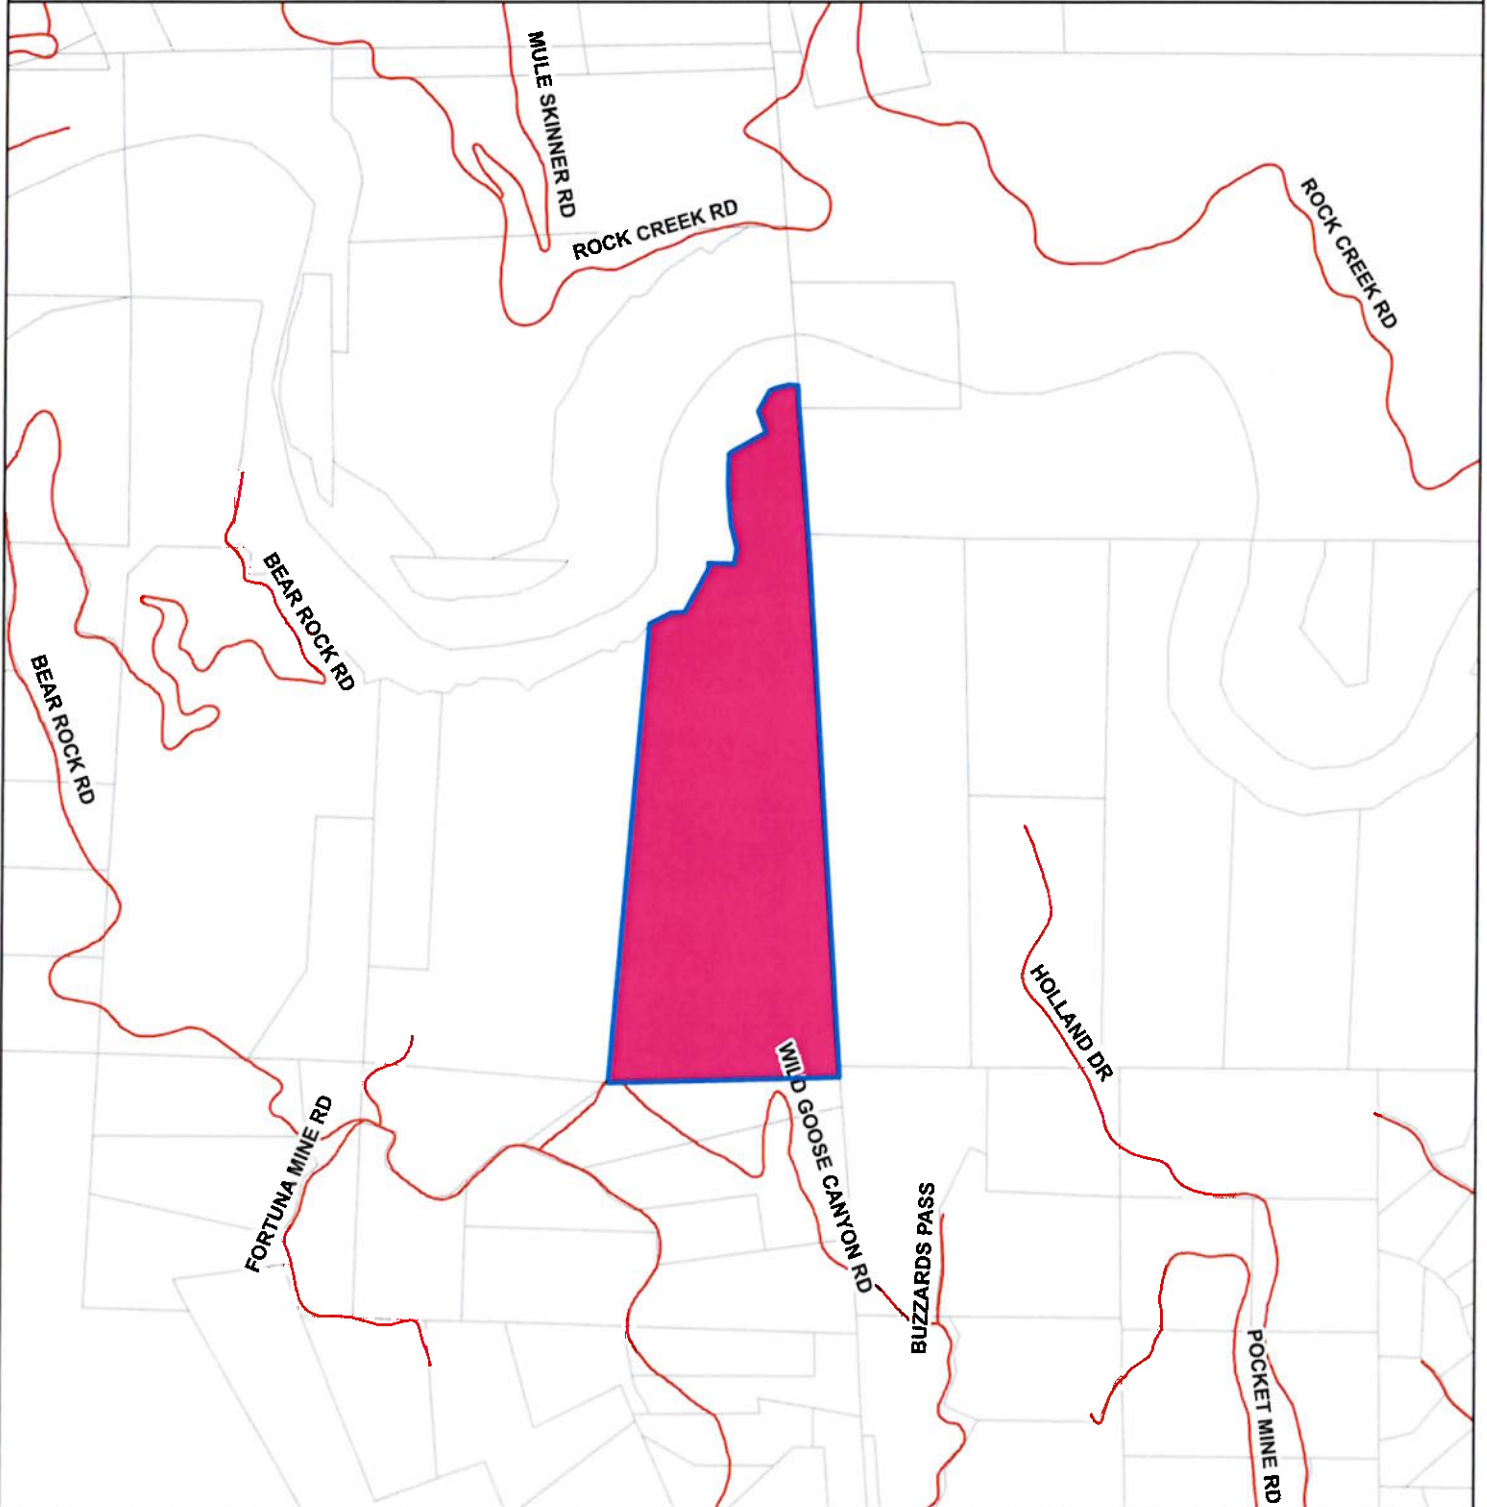 MULE SKINNER RD
ROCK CREEK RD
ROCK CREEK RD
BEAR ROCK RD
BEAR ROCK RD
HOLLAND DR
WILD GOOSE CANYON RD
FORTUNA MINE RD
BUZZARDS PASS
POCKET MINE RD